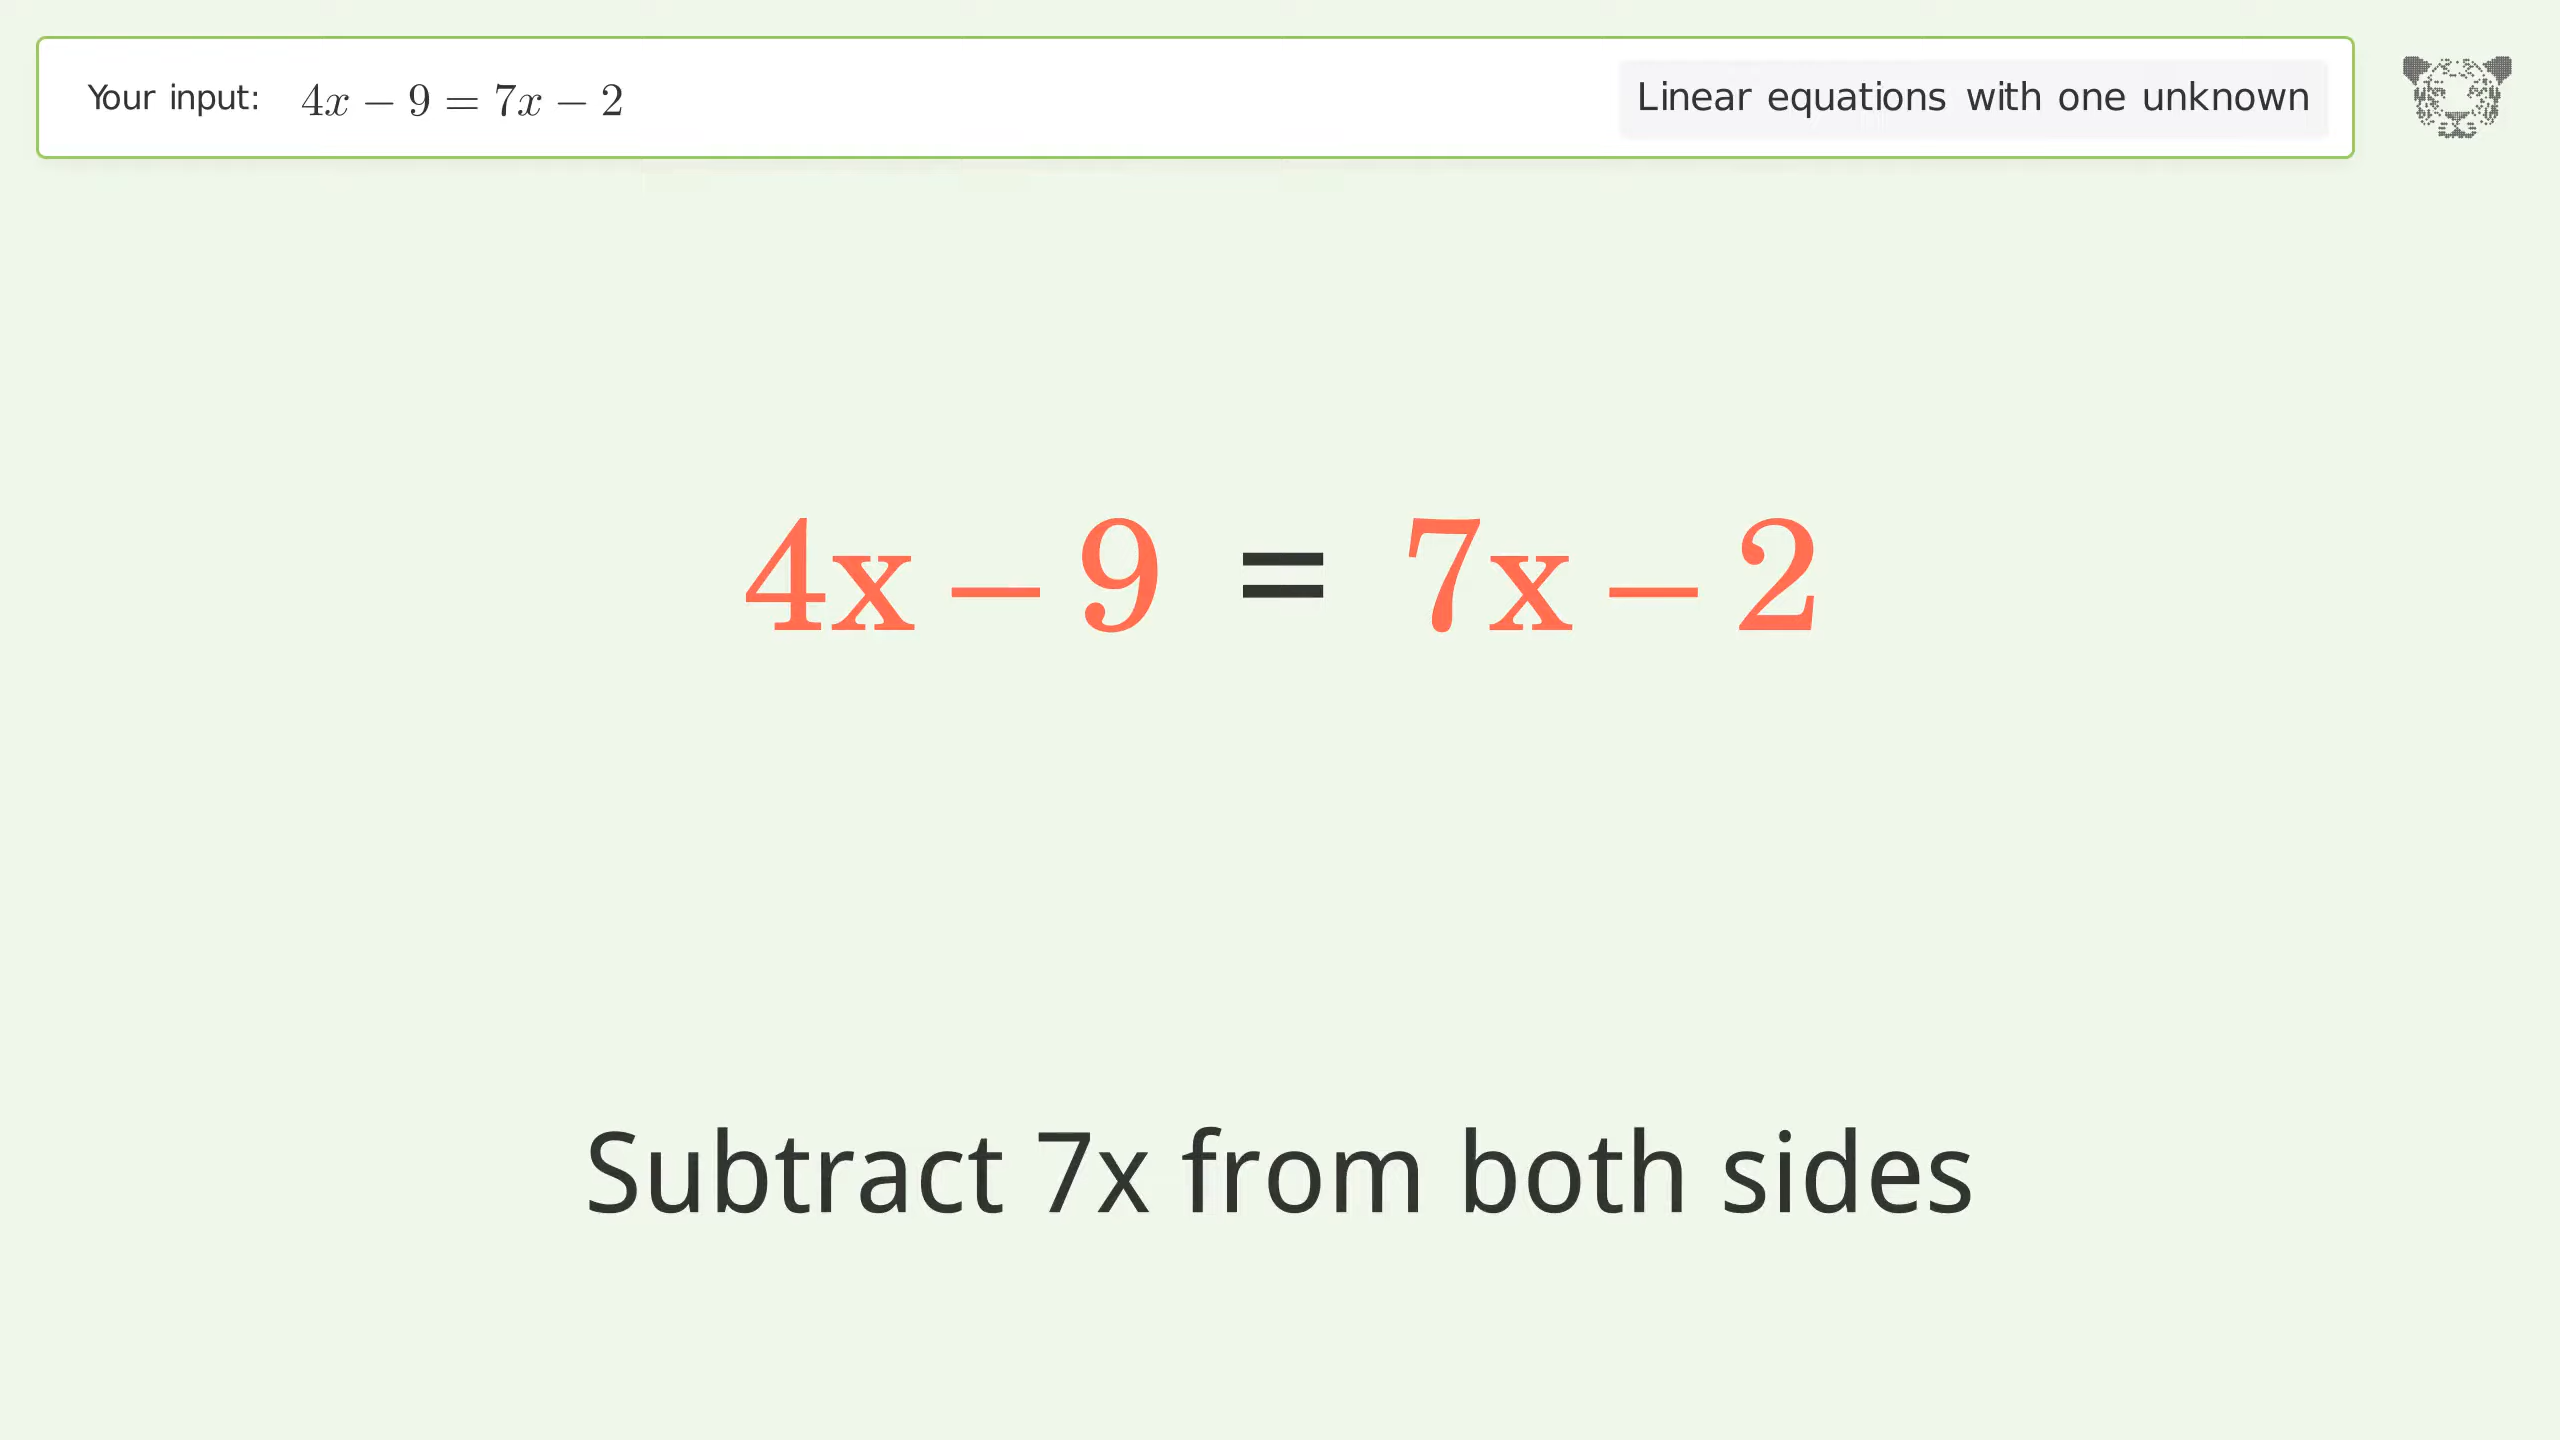 Your input: 4x − 9 = 7x − 2
Linear equations with one unknown
4x − 9 = 7x − 2
Subtract 7x from both sides